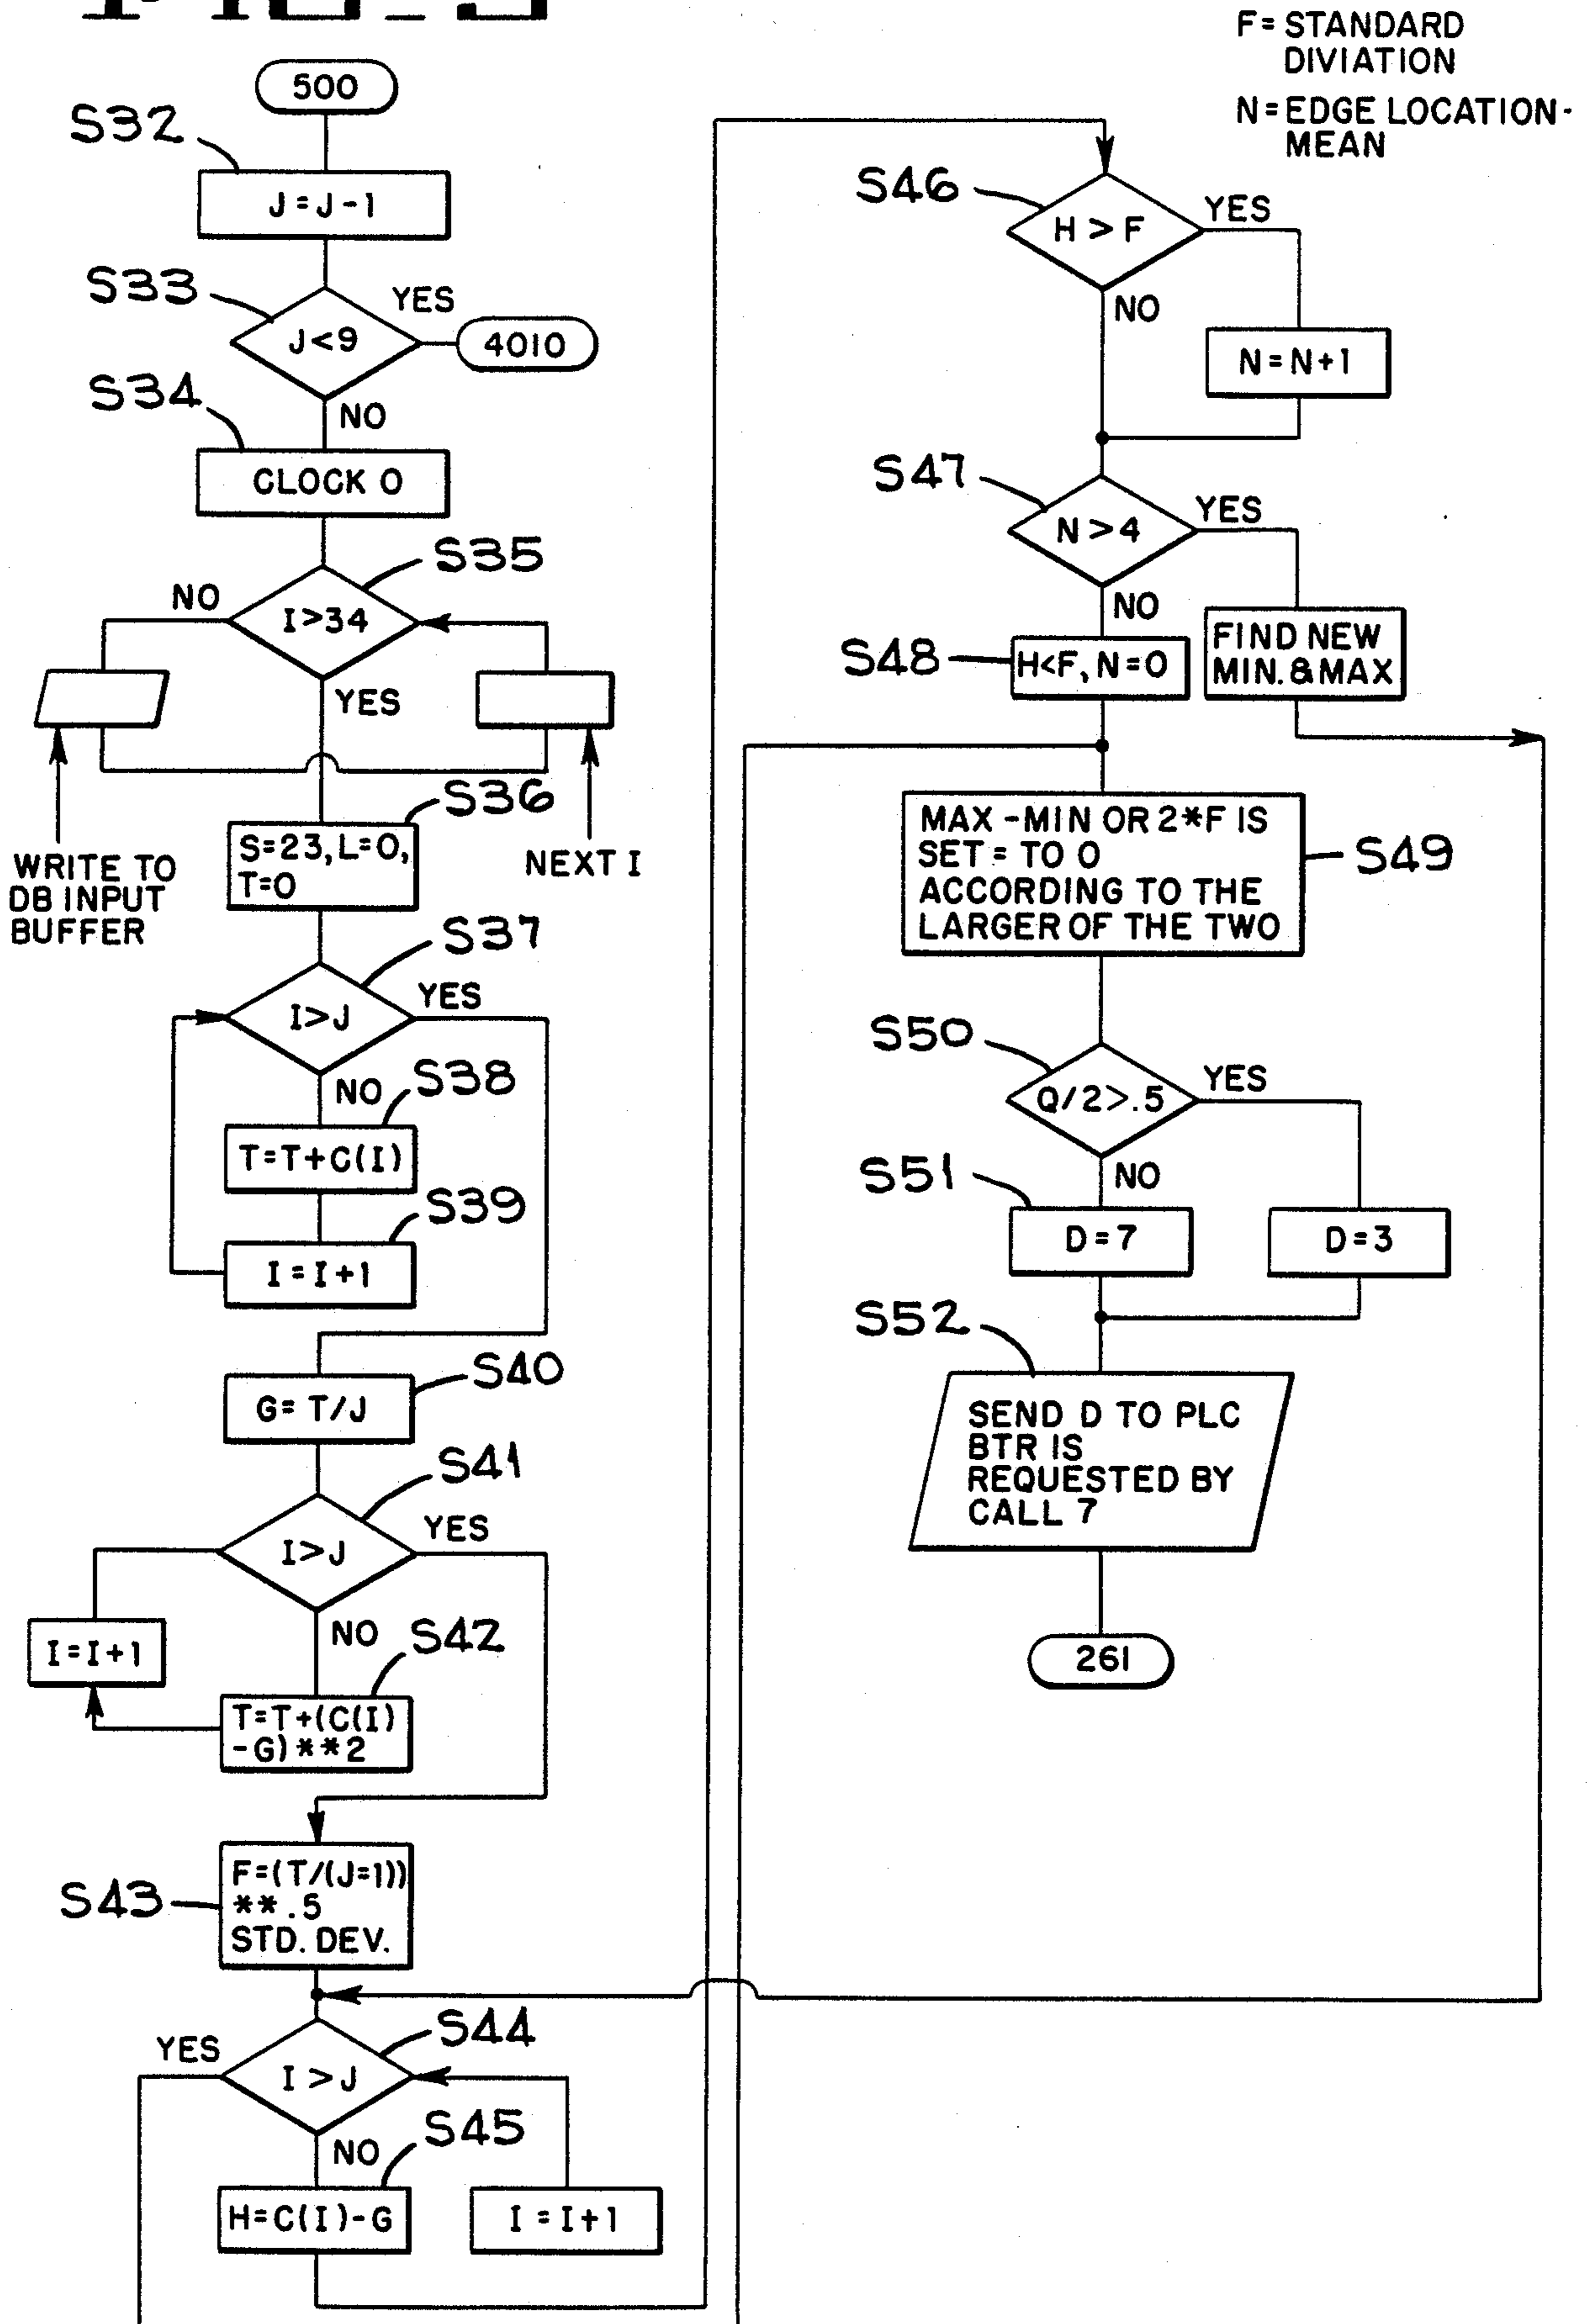 F= STANDARD
DIVIATION
N=EDGE LOCATION-
MEAN
500
S32
J=J-1
S33
J<9
YES
4010
NO
S34
CLOCK 0
S35
I>34
NO
YES
WRITE TO
DB INPUT
BUFFER
NEXT I
S36
S=23, L=0,
T=0
S37
I>J
YES
NO
S38
T=T+C(I)
S39
I=I+1
S40
G= T/J
S41
I>J
YES
NO
I=I+1
S42
T=T+(C(I)
-G)**2
S43
F=(T/(J=1))
**.5
STD. DEV.
S44
I>J
YES
NO
S45
H=C(I)-G
I=I+1
S46
H>F
YES
NO
N=N+1
S47
N>4
YES
NO
S48
H<F, N=0
FIND NEW
MIN.&MAX
S49
MAX-MIN OR 2*F IS
SET= TO 0
ACCORDING TO THE
LARGER OF THE TWO
S50
Q/2>.5
YES
NO
S51
D=7
D=3
S52
SEND D TO PLC
BTR IS
REQUESTED BY
CALL 7
261